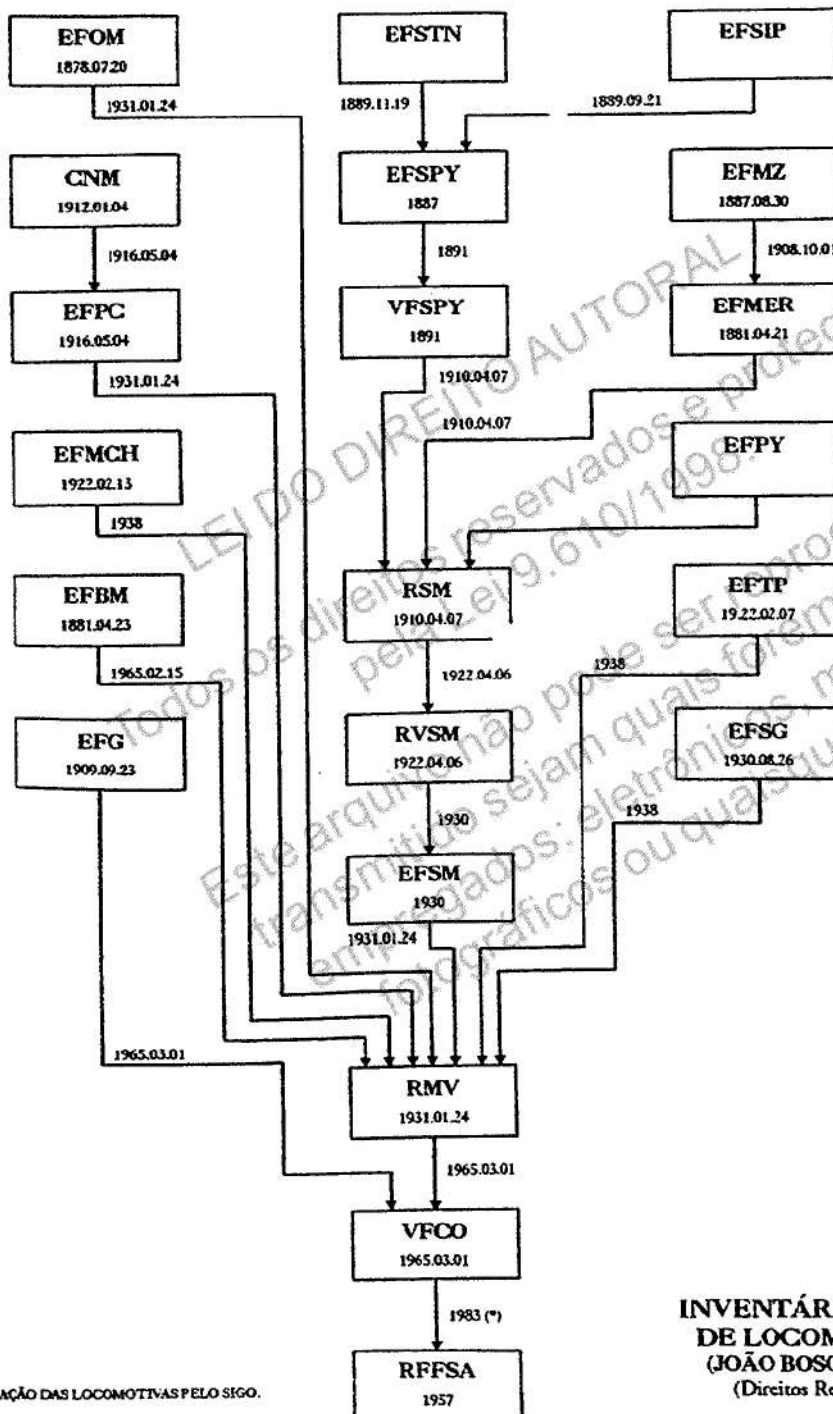 EFOM
1878.07.20
EFSTN
EFSIP
1931.01.24
1889.11.19
1889.09.21
CNM
1912.01.04
EFSPY
1887
EFMZ
1887.08.30
1916.05.04
1891
1908.10.01
EFPC
1916.05.04
VFSPY
1891
EFMER
1881.04.21
1931.01.24
1910.04.07
1910.04.07
EFMCH
1922.02.13
EFPY
1938
EFBM
1881.04.23
RSM
1910.04.07
EFTP
19.22.02.07
1965.02.15
1922.04.06
1938
EFG
1909.09.23
RVSM
1922.04.06
EFSG
1930.08.26
1930
1938
EFSM
1930
1931.01.24
1965.03.01
RMV
1931.01.24
1965.03.01
VFCO
1965.03.01
1983 (*)
RFFSA
1957
AÇÃO DAS LOCOMOTIVAS PELO SIGO.
INVENTÁR
DE LOCOM
(JOÃO BOSC
(Direitos Re
LEI DO DIREITO AUTORAL
Todos os direitos reservados e proteg
pela Lei 9.610/1998.
Este arquivo não pode ser repros
transmitido sejam quais forem
empregados: eletrônicos, m
fotográficos ou quaisqu